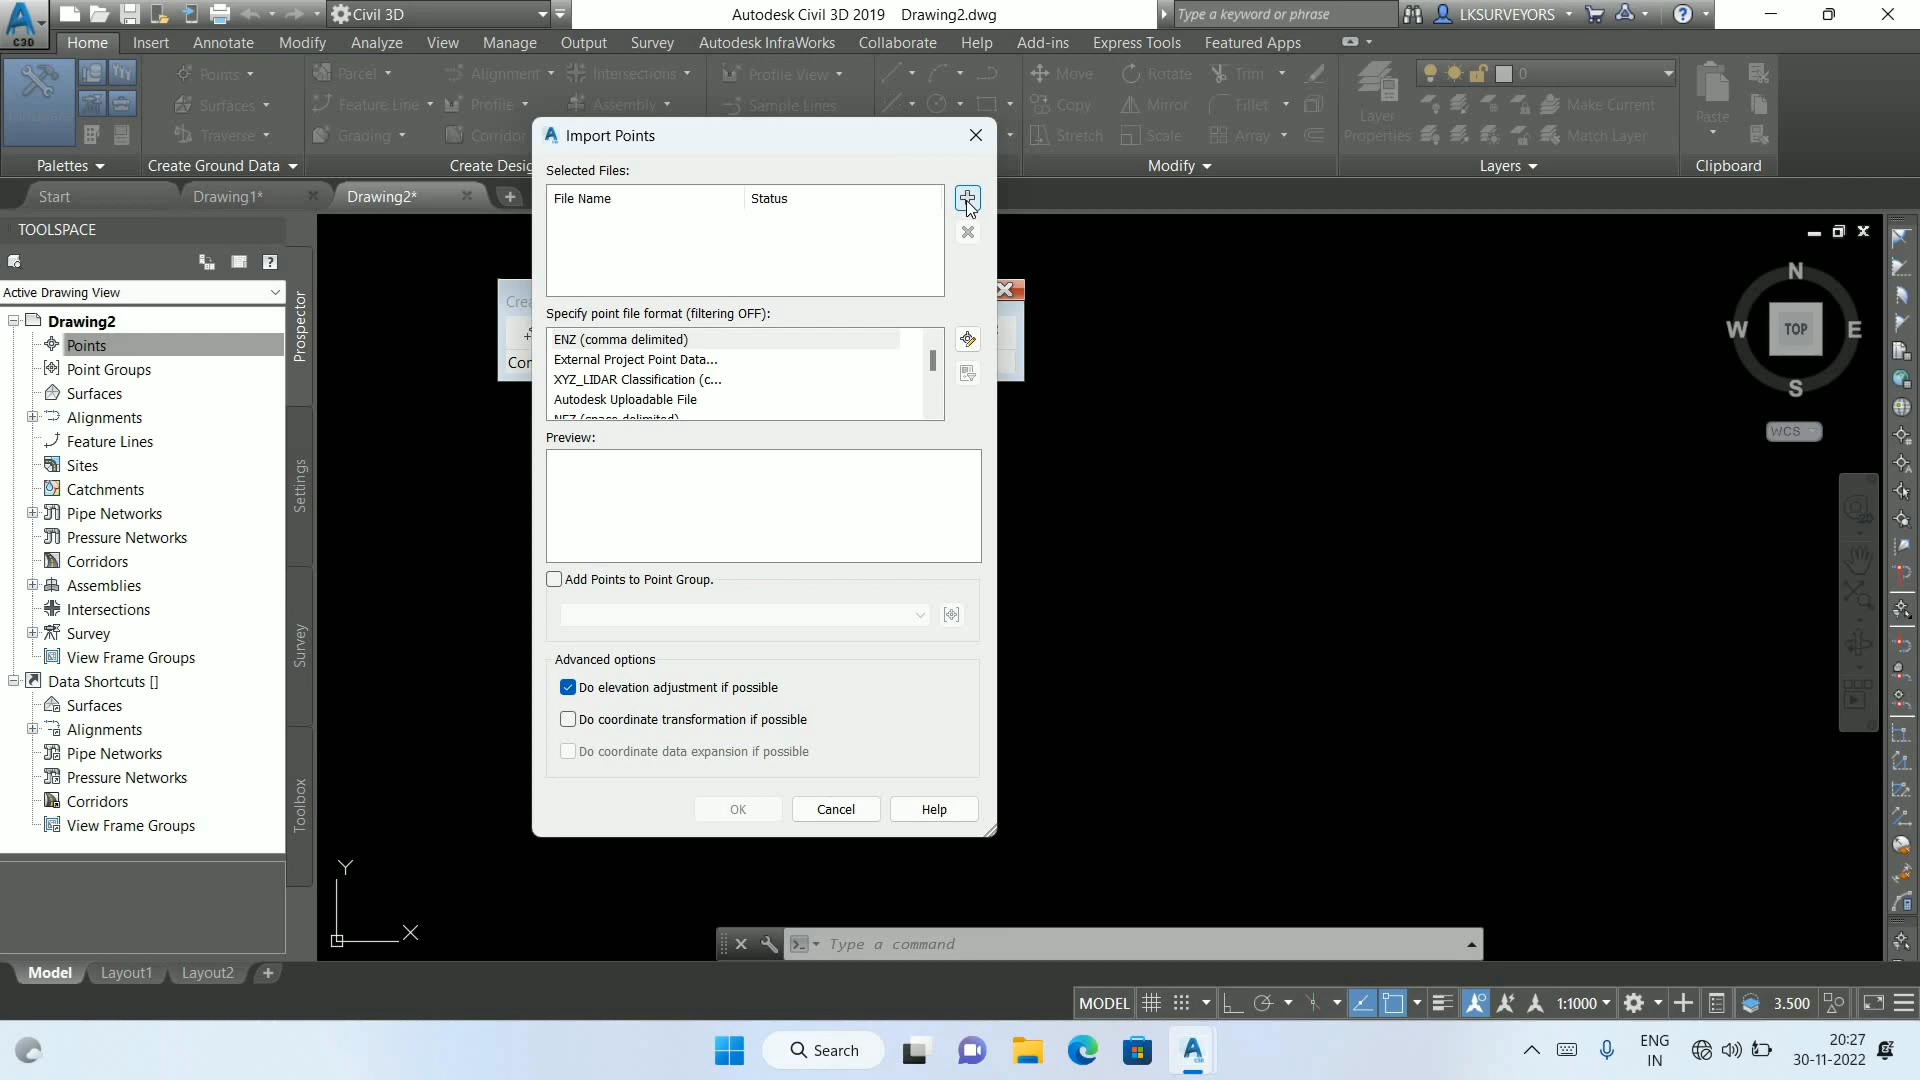 C3D
Civil 3D
Autodesk Civil 3D 2019 Drawing2.dwg
Type a keyword or phrase
LKSURVEYORS
Home Insert Annotate Modify Analyze View Manage Output Survey Autodesk InfraWorks Collaborate Help Add-ins Express Tools Featured Apps
Points Parcel Alignment Intersections Profile View Move Rotate Trim 0
Surfaces Feature Line Profile Assembly Sample Lines Copy Mirror Fillet Make Current
Traverse Grading Corridor Stretch Scale Array Match Layer
Layer
Properties
Paste
Palettes Create Ground Data Create Desig Modify Layers Clipboard
Start Drawing1* Drawing2*
TOOLSPACE
Active Drawing View
Drawing2
Points
Point Groups
Surfaces
Alignments
Feature Lines
Sites
Catchments
Pipe Networks
Pressure Networks
Corridors
Assemblies
Intersections
Survey
View Frame Groups
Data Shortcuts []
Surfaces
Alignments
Pipe Networks
Pressure Networks
Corridors
View Frame Groups
Prospector
Settings
Survey
Toolbox
Crea
Con
Import Points
Selected Files:
File Name Status
Specify point file format (filtering OFF):
ENZ (comma delimited)
External Project Point Data...
XYZ_LIDAR Classification (c...
Autodesk Uploadable File
NEZ (space delimited)
Preview:
Add Points to Point Group.
Advanced options
Do elevation adjustment if possible
Do coordinate transformation if possible
Do coordinate data expansion if possible
OK Cancel Help
N
W TOP E
S
WCS
Y
X
Type a command
Model Layout1 Layout2
MODEL 1:1000 3.500
Search
ENG
IN
20:27
30-11-2022